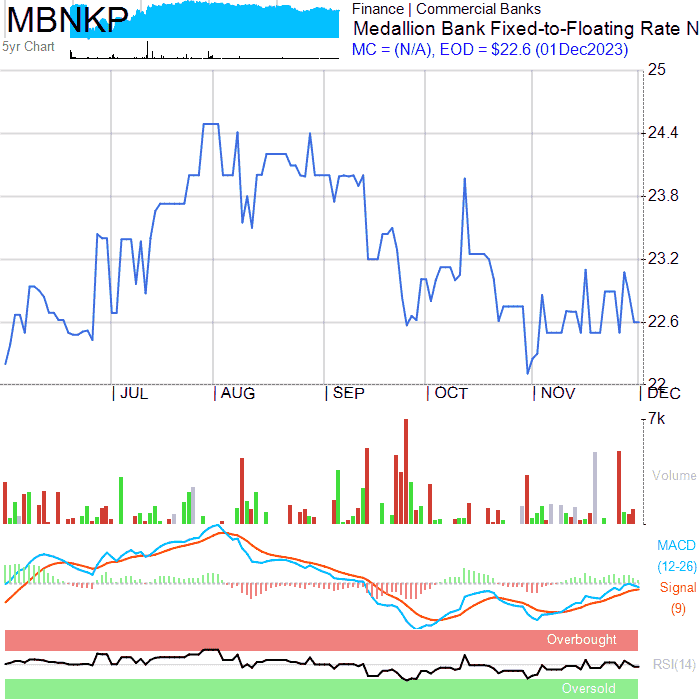 MBNKP
5yr Chart
Finance | Commercial Banks
Medallion Bank Fixed-to-Floating Rate N
MC = (N/A), EOD = $22.6 (01Dec2023)
25
24.4
23.8
23.2
22.6
22
JUL AUG SEP OCT NOV DEC
7k
Volume
MACD
(12-26)
Signal
(9)
Overbought
RSI(14)
Oversold